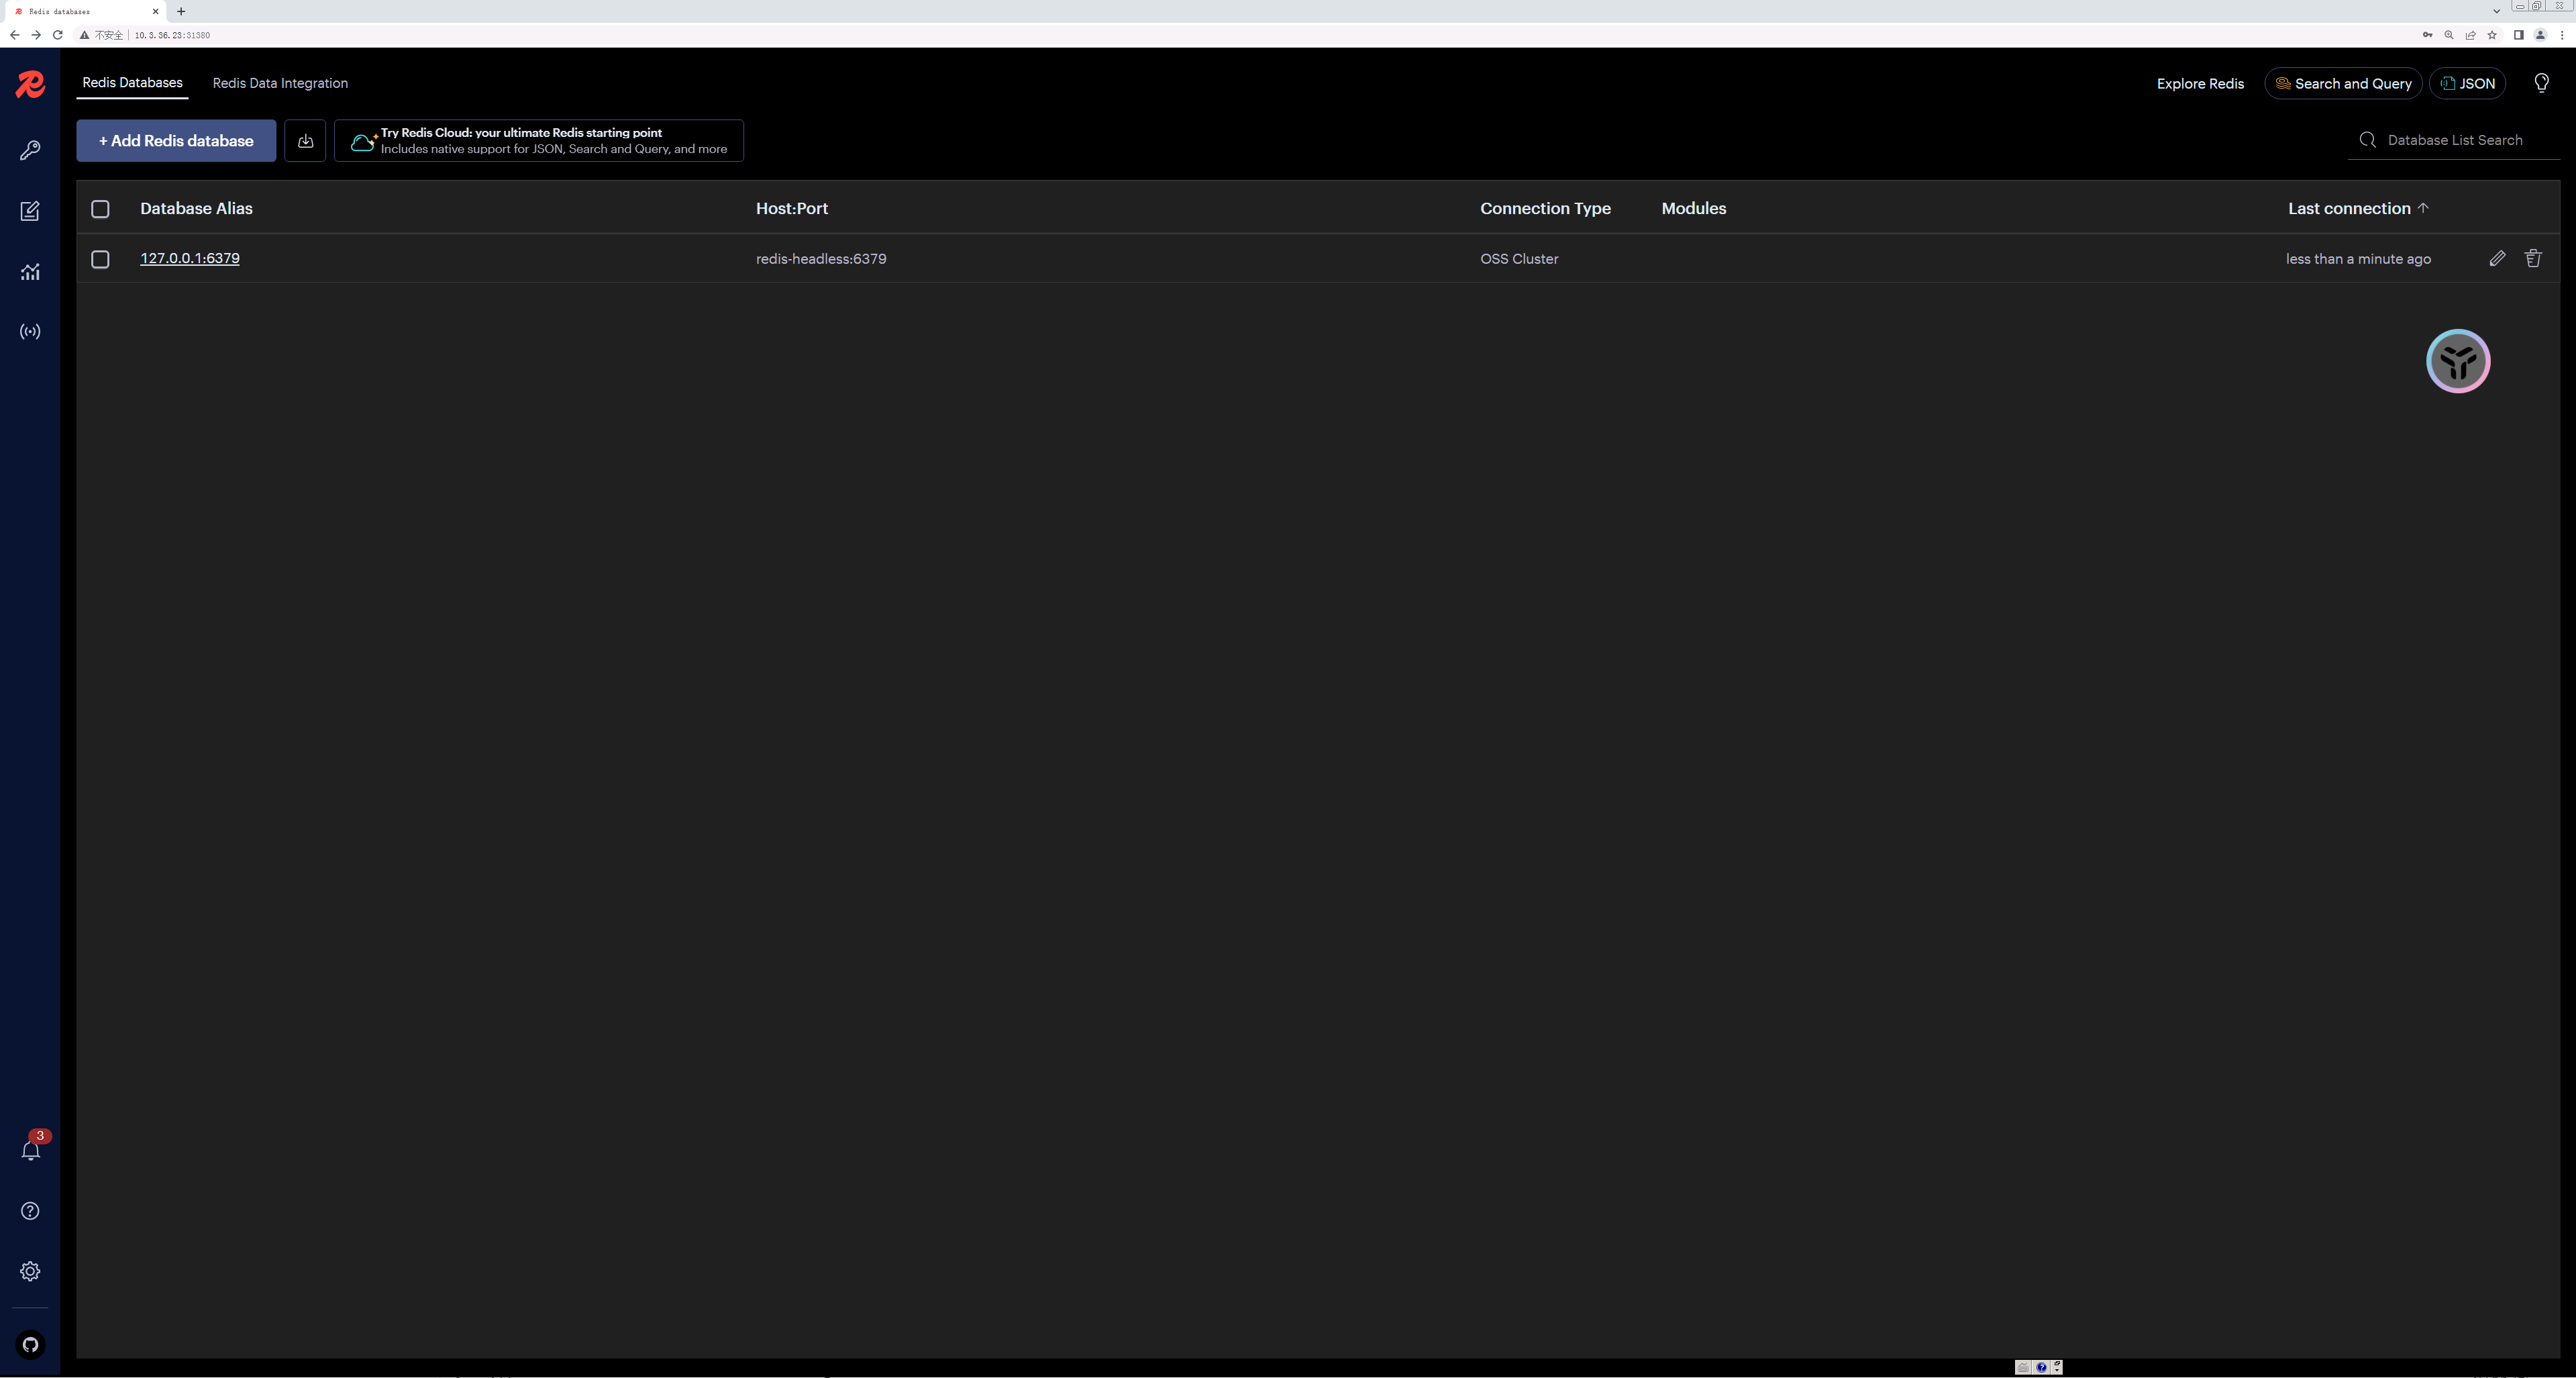 Redis databases
不安全 10.3.36.23:31380
Redis Databases Redis Data Integration
Explore Redis Search and Query JSON
+ Add Redis database
Try Redis Cloud: your ultimate Redis starting point
Includes native support for JSON, Search and Query, and more
Database List Search
Database Alias Host:Port Connection Type Modules Last connection
127.0.0.1:6379 redis-headless:6379 OSS Cluster less than a minute ago
3